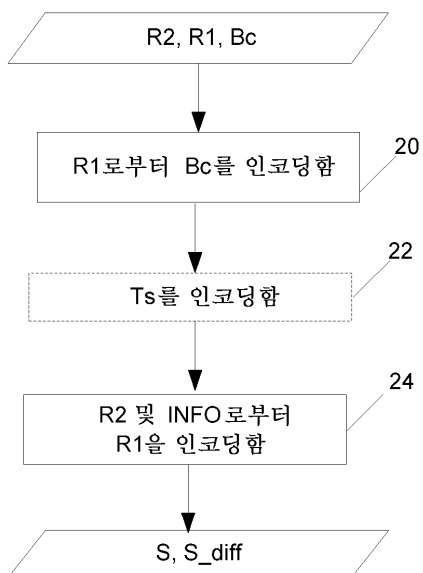 R2, R1, Bc
R1로부터 Bc를 인코딩함
20
22
Ts를 인코딩함
24
R2 및 INFO로부터
R1을 인코딩함
S, S_diff